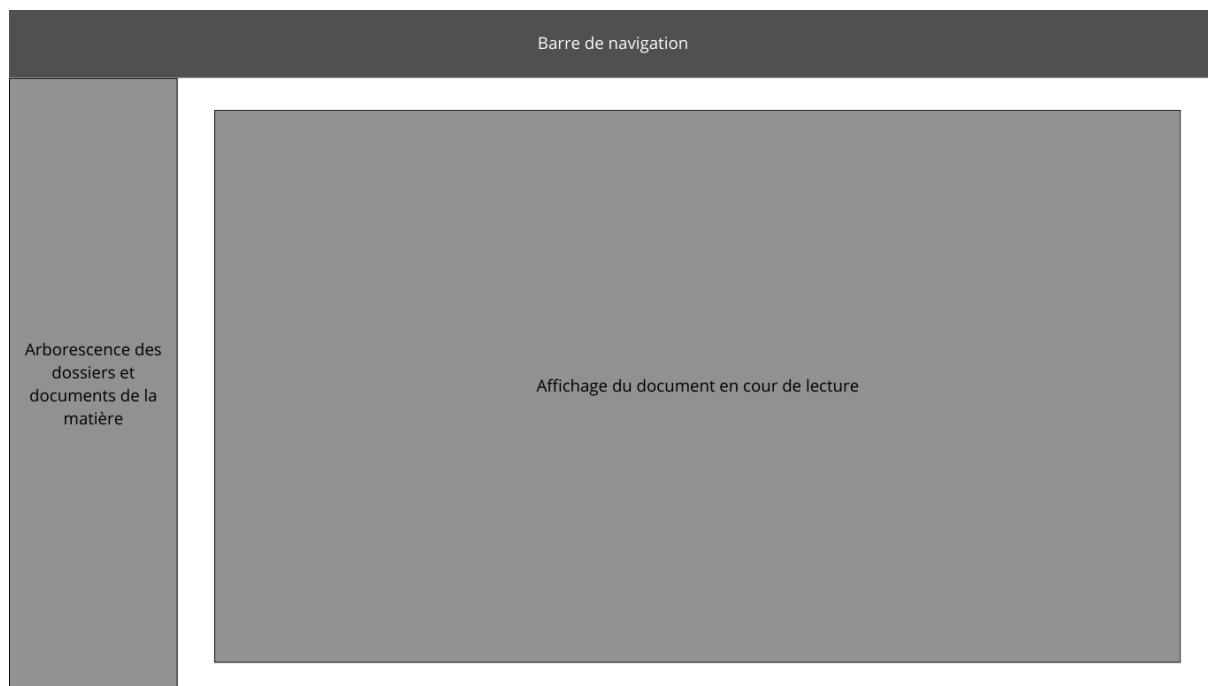 Barre de navigation
Arborescence des
dossiers et
documents de la
matière
Affichage du document en cour de lecture